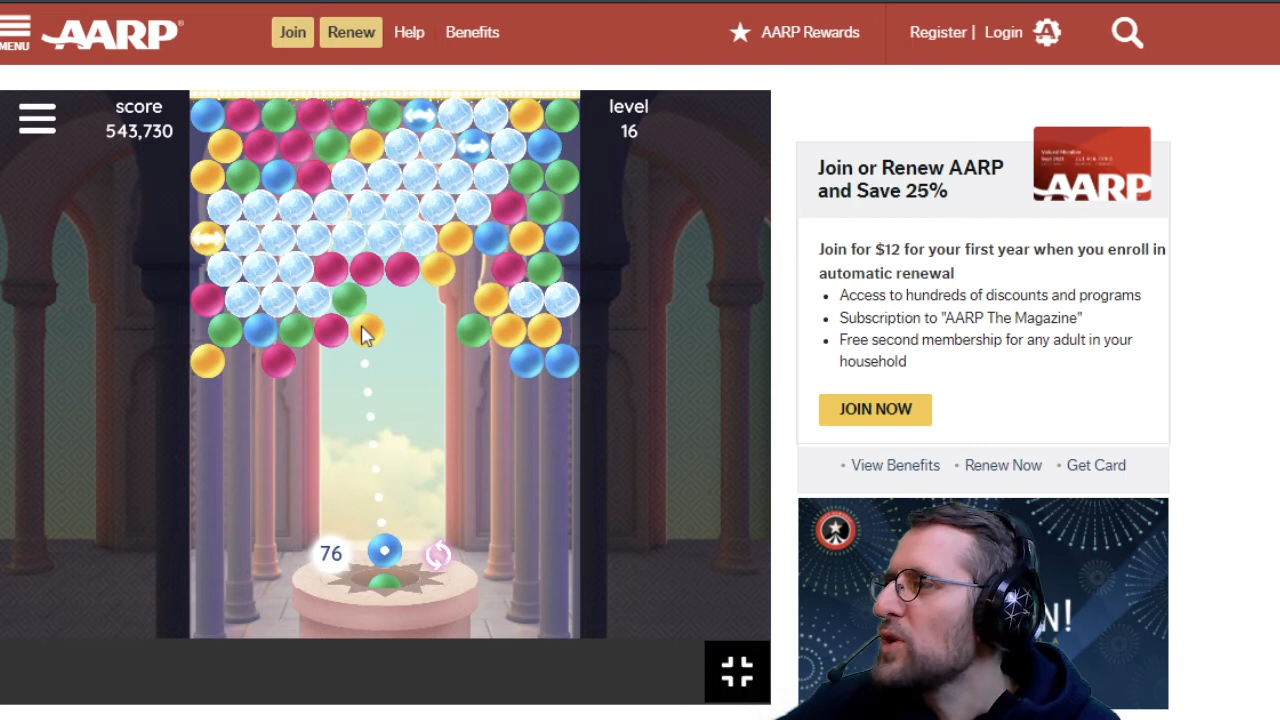 MENU
AARP
Join
Renew
Help
Benefits
AARP Rewards
Register |
Login
score
543,730
level
16
76
Join or Renew AARP
and Save 25%
AARP
Join for $12 for your first year when you enroll in
automatic renewal
• Access to hundreds of discounts and programs
• Subscription to "AARP The Magazine"
• Free second membership for any adult in your
household
JOIN NOW
• View Benefits
• Renew Now
• Get Card
N!